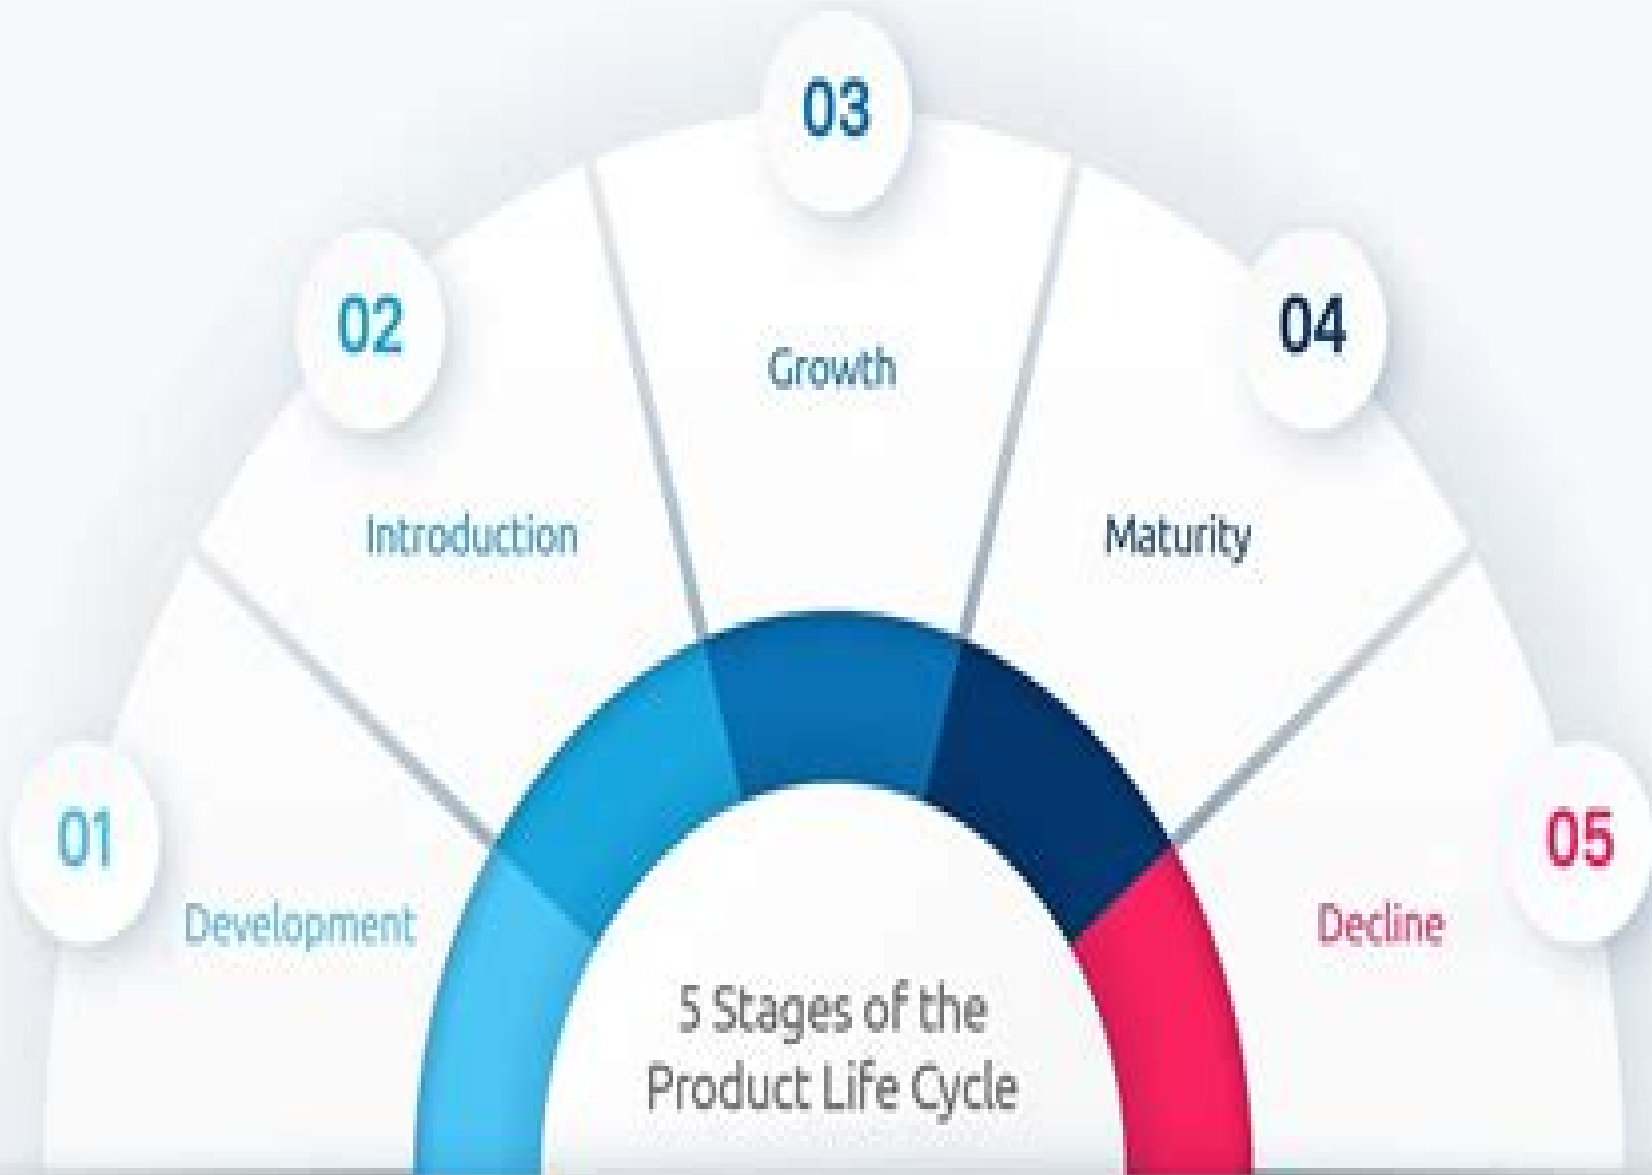 01
Development
02
Introduction
03
Growth
04
Maturity
05
Decline
5 Stages of the
Product Life Cycle